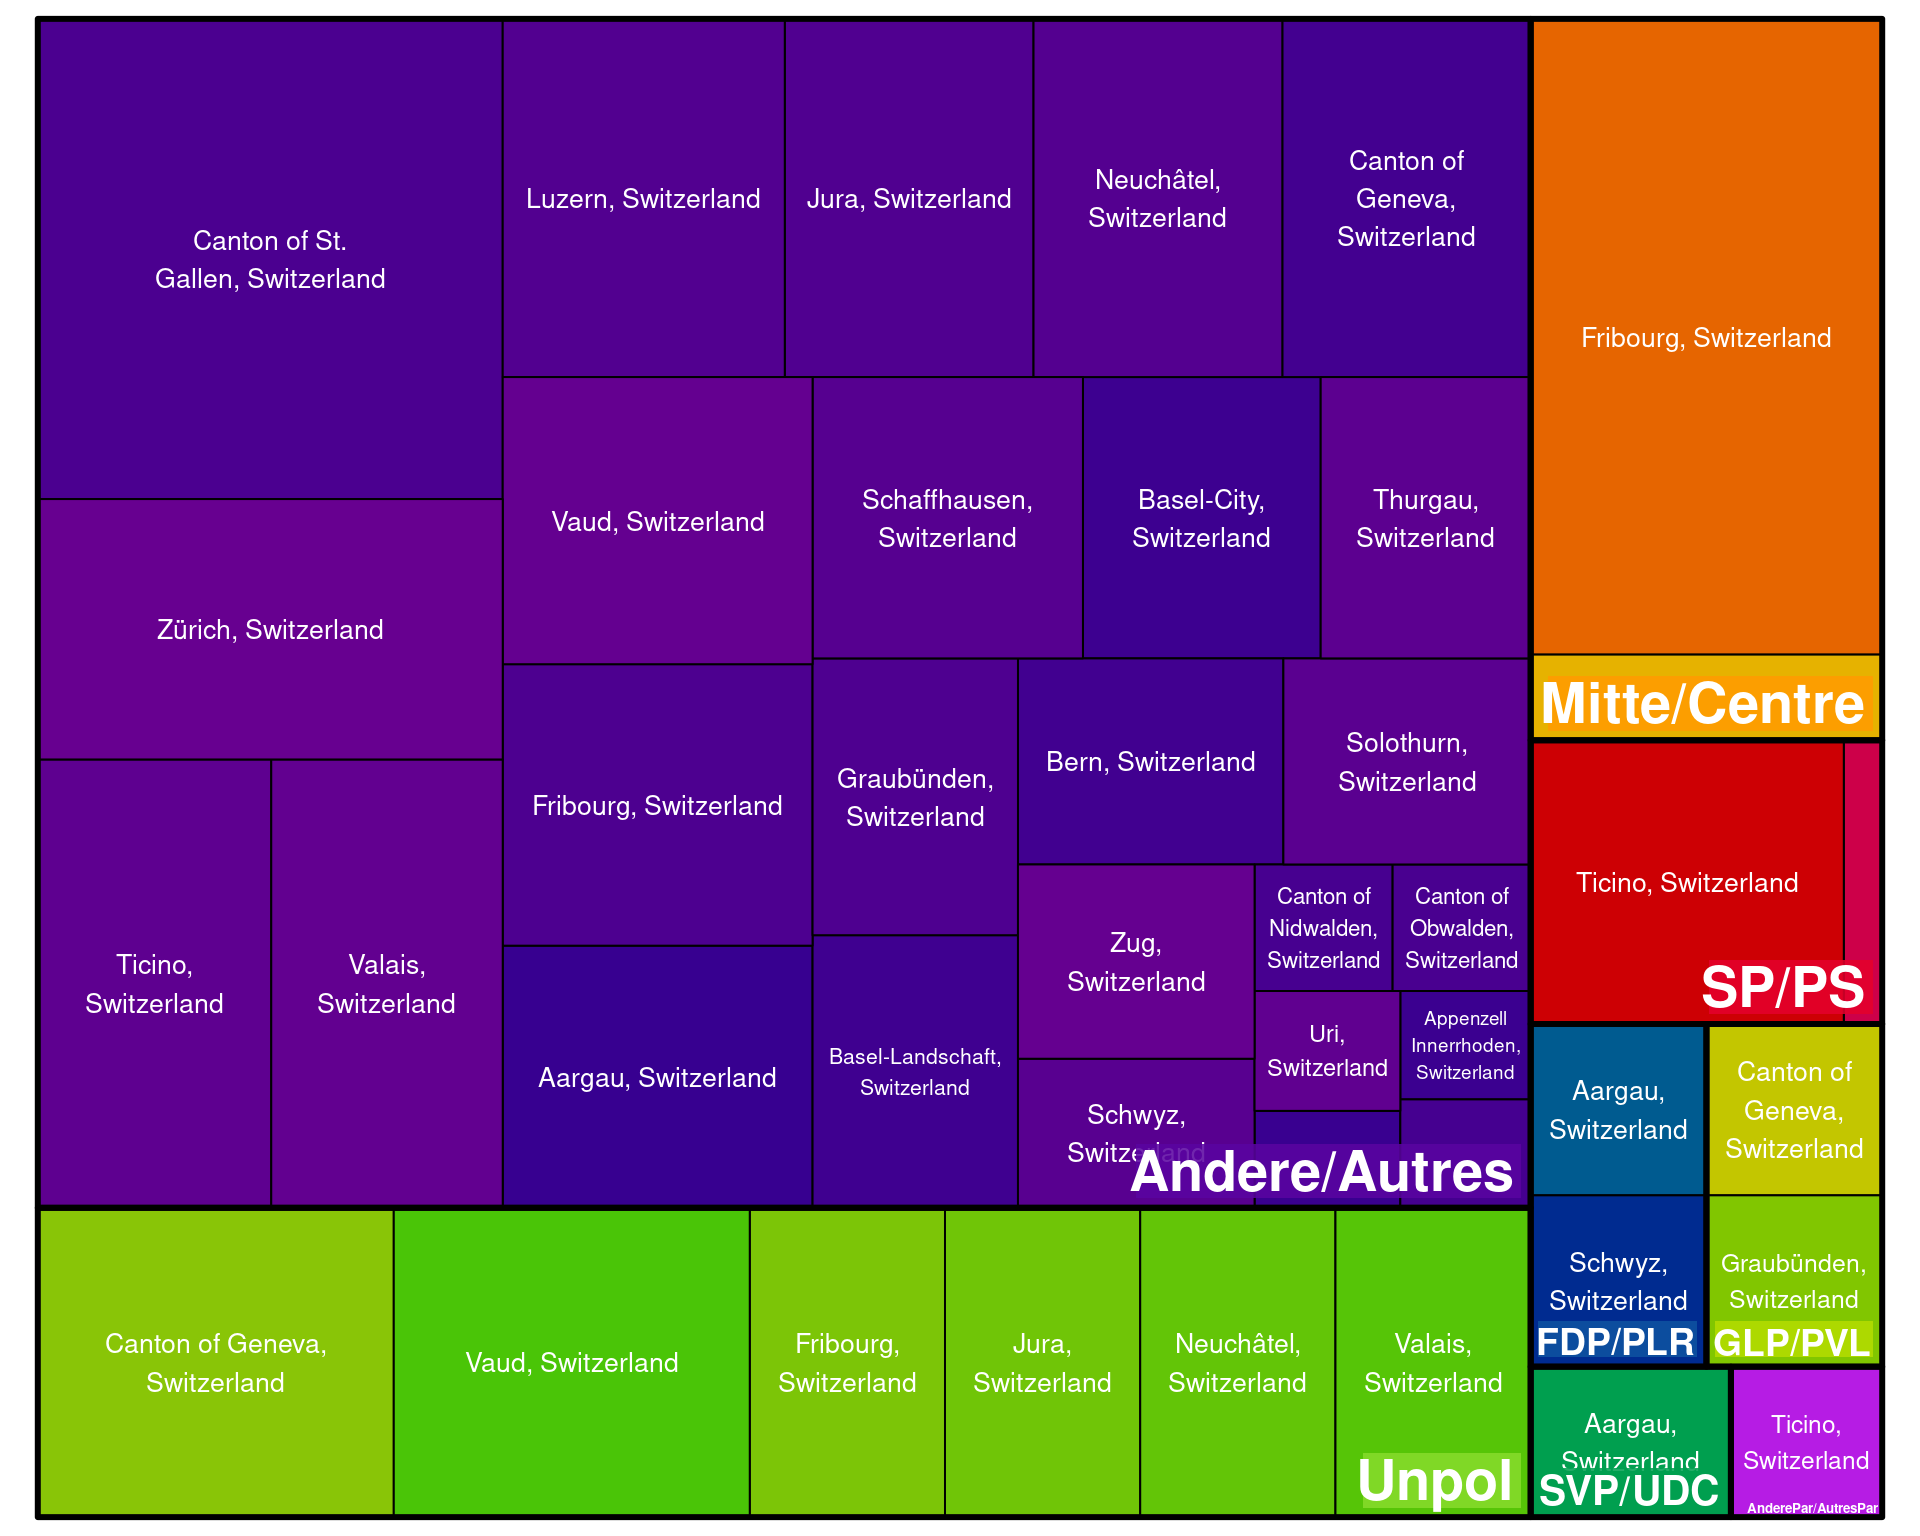 Canton of St.
Gallen, Switzerland
Luzern, Switzerland
Jura, Switzerland
Neuchâtel,
Switzerland
Canton of
Geneva,
Switzerland
Zürich, Switzerland
Vaud, Switzerland
Schaffhausen,
Switzerland
Basel-City,
Switzerland
Thurgau,
Switzerland
Ticino,
Switzerland
Valais,
Switzerland
Fribourg, Switzerland
Graubünden,
Switzerland
Bern, Switzerland
Solothurn,
Switzerland
Aargau, Switzerland
Basel-Landschaft,
Switzerland
Zug,
Switzerland
Canton of
Nidwalden,
Switzerland
Canton of
Obwalden,
Switzerland
Uri,
Switzerland
Appenzell
Innerrhoden,
Switzerland
Schwyz,
Switzerland
Andere/Autres
Canton of Geneva,
Switzerland
Vaud, Switzerland
Fribourg,
Switzerland
Jura,
Switzerland
Neuchâtel,
Switzerland
Valais,
Switzerland
Unpol
Fribourg, Switzerland
Mitte/Centre
Ticino, Switzerland
SP/PS
Aargau,
Switzerland
Schwyz,
Switzerland
FDP/PLR
Canton of
Geneva,
Switzerland
Graubünden,
Switzerland
GLP/PVL
Aargau,
Switzerland
SVP/UDC
Ticino,
Switzerland
AnderePar/AutresPar